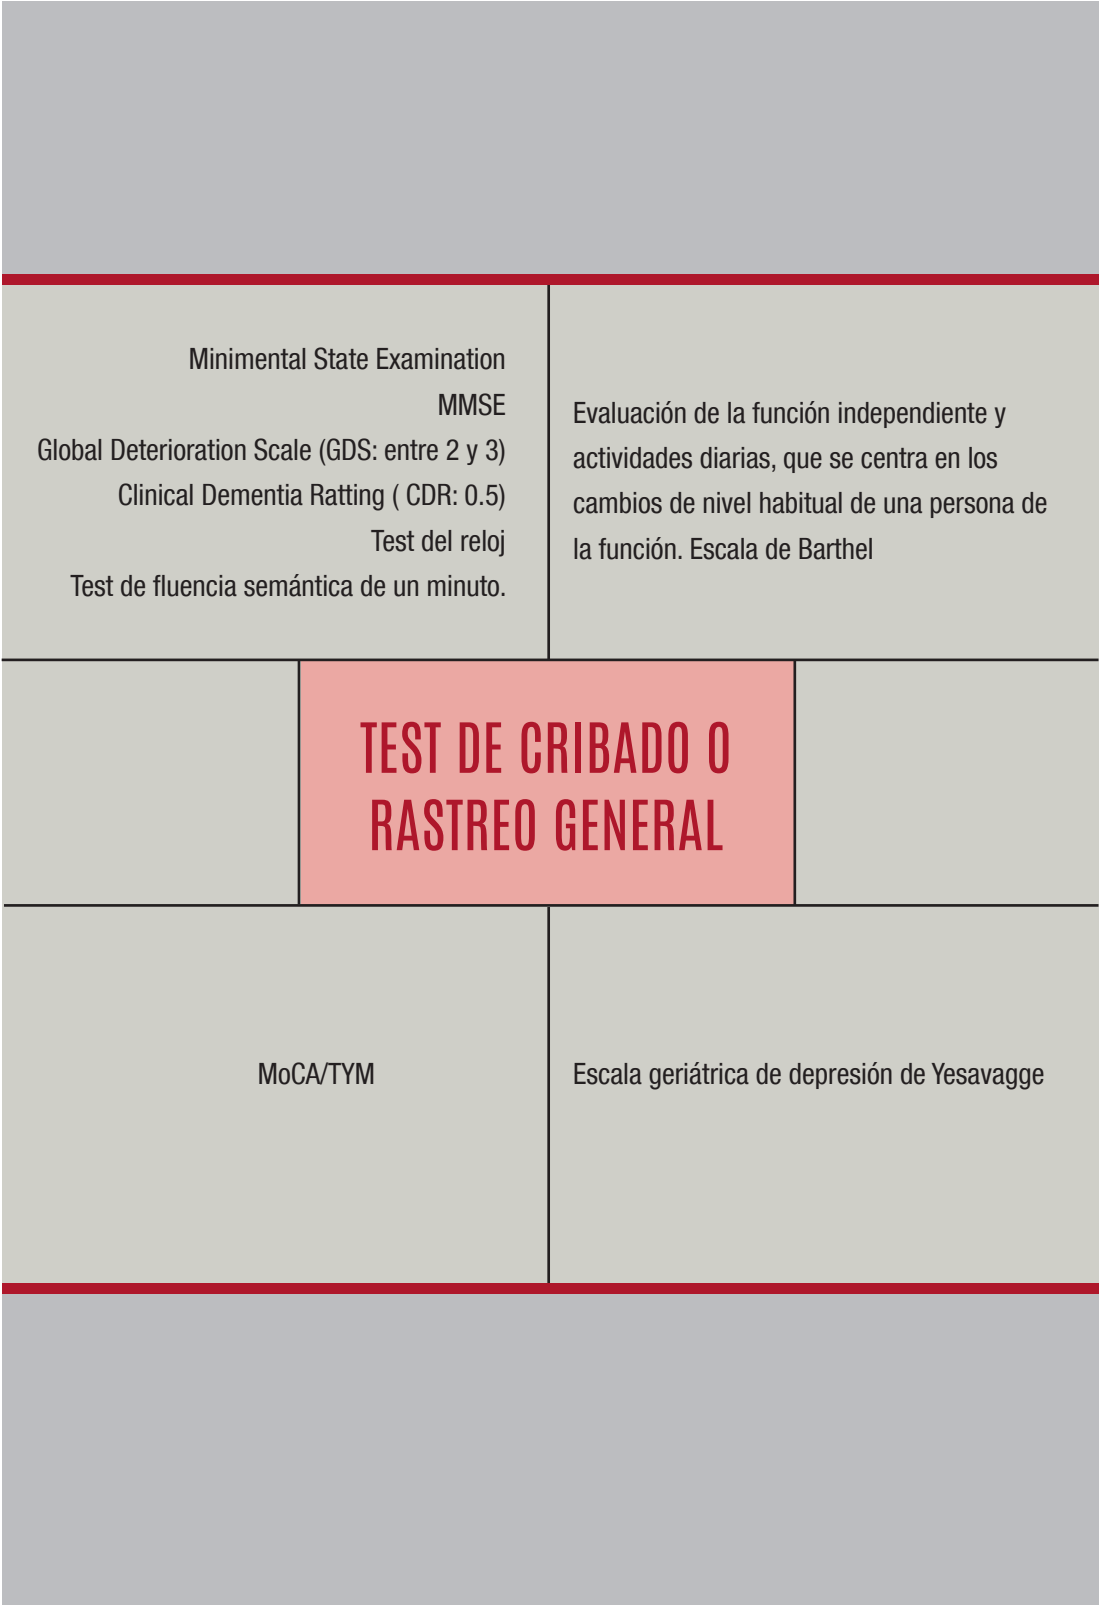 Minimental State Examination
MMSE
Global Deterioration Scale (GDS: entre 2 y 3)
Clinical Dementia Ratting ( CDR: 0.5)
Test del reloj
Test de fluencia semántica de un minuto.
Evaluación de la función independiente y
actividades diarias, que se centra en los
cambios de nivel habitual de una persona de
la función. Escala de Barthel
TEST DE CRIBADO O
RASTREO GENERAL
MoCA/TYM
Escala geriátrica de depresión de Yesavagge